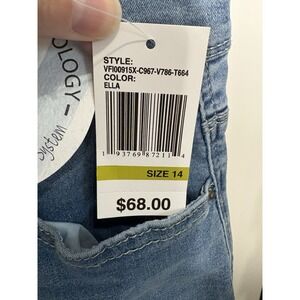 OLOGY –
System
STYLE:
VFI00915X-C967-V786-T664
COLOR:
ELLA
1 93769 87211 4
SIZE 14
$68.00